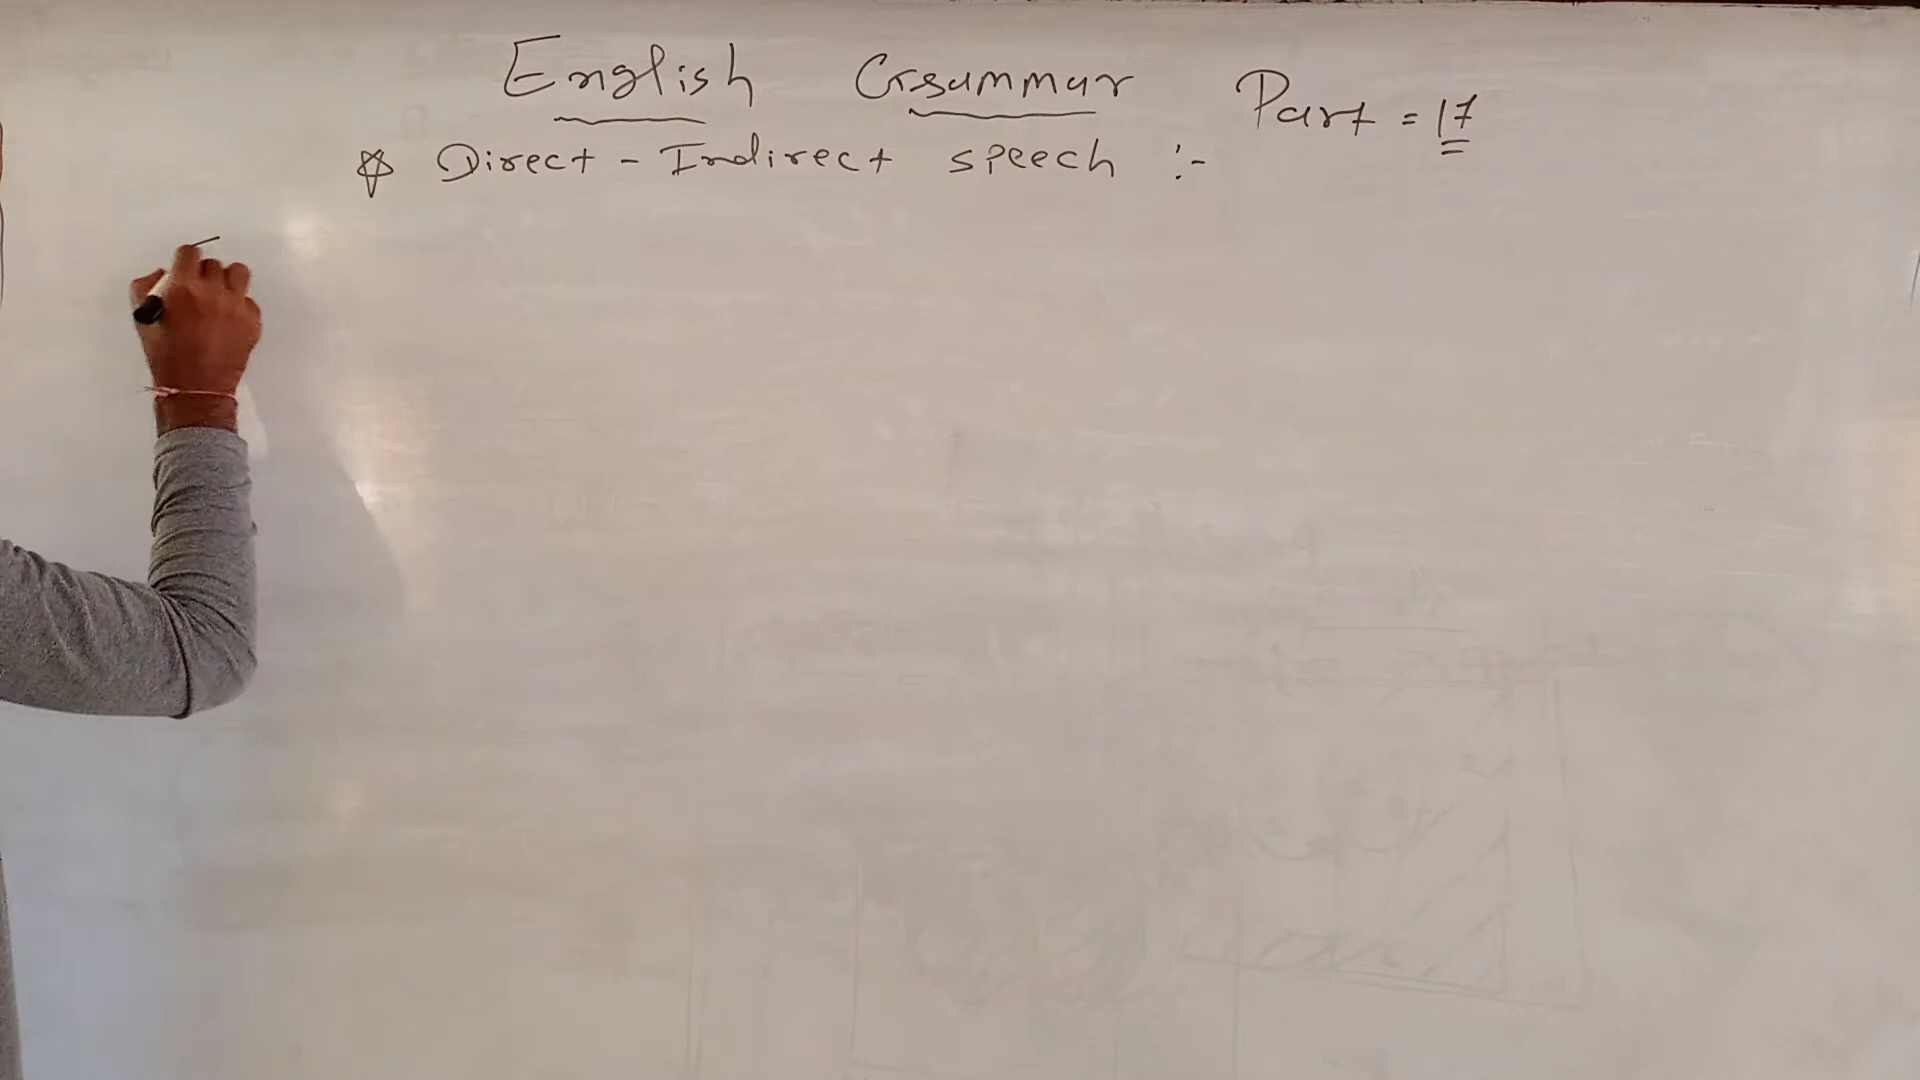 English Grammar Part = 17
☆ Direct - Indirect speech :-